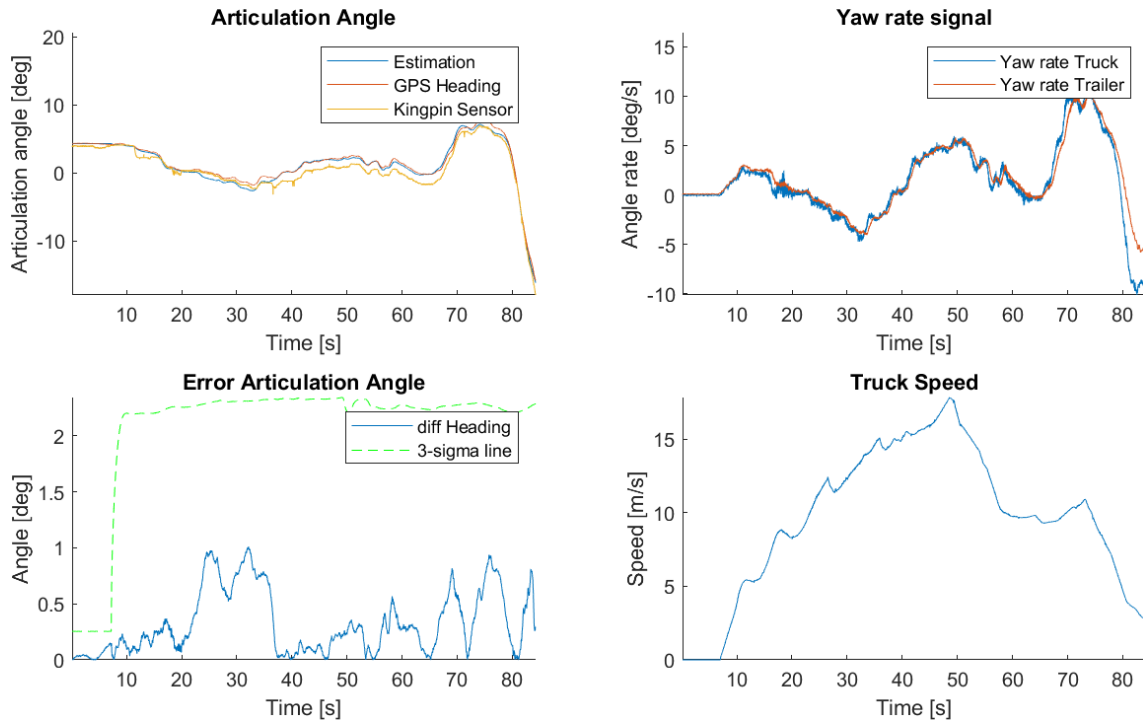 Articulation Angle
Articulation angle [deg]
20
10
0
-10
Estimation
GPS Heading
Kingpin Sensor
10 20 30 40 50 60 70 80
Time [s]
Yaw rate signal
Angle rate [deg/s]
15
10
5
0
-5
-10
Yaw rate Truck
Yaw rate Trailer
10 20 30 40 50 60 70 80
Time [s]
Error Articulation Angle
Angle [deg]
2
1
0.5
0
diff Heading
3-sigma line
10 20 30 40 50 60 70 80
Time [s]
Truck Speed
Speed [m/s]
15
10
5
0
10 20 30 40 50 60 70 80
Time [s]